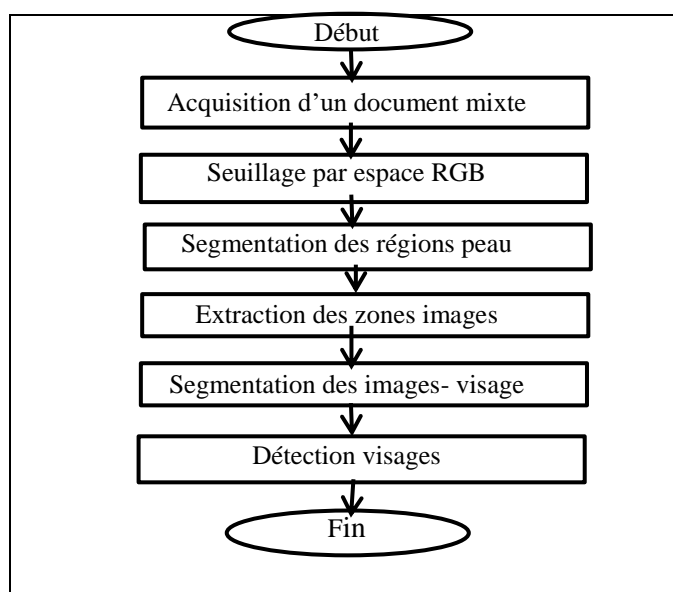 Début
Acquisition d’un document mixte
Seuillage par espace RGB
Segmentation des régions peau
Extraction des zones images
Segmentation des images- visage
Détection visages
Fin